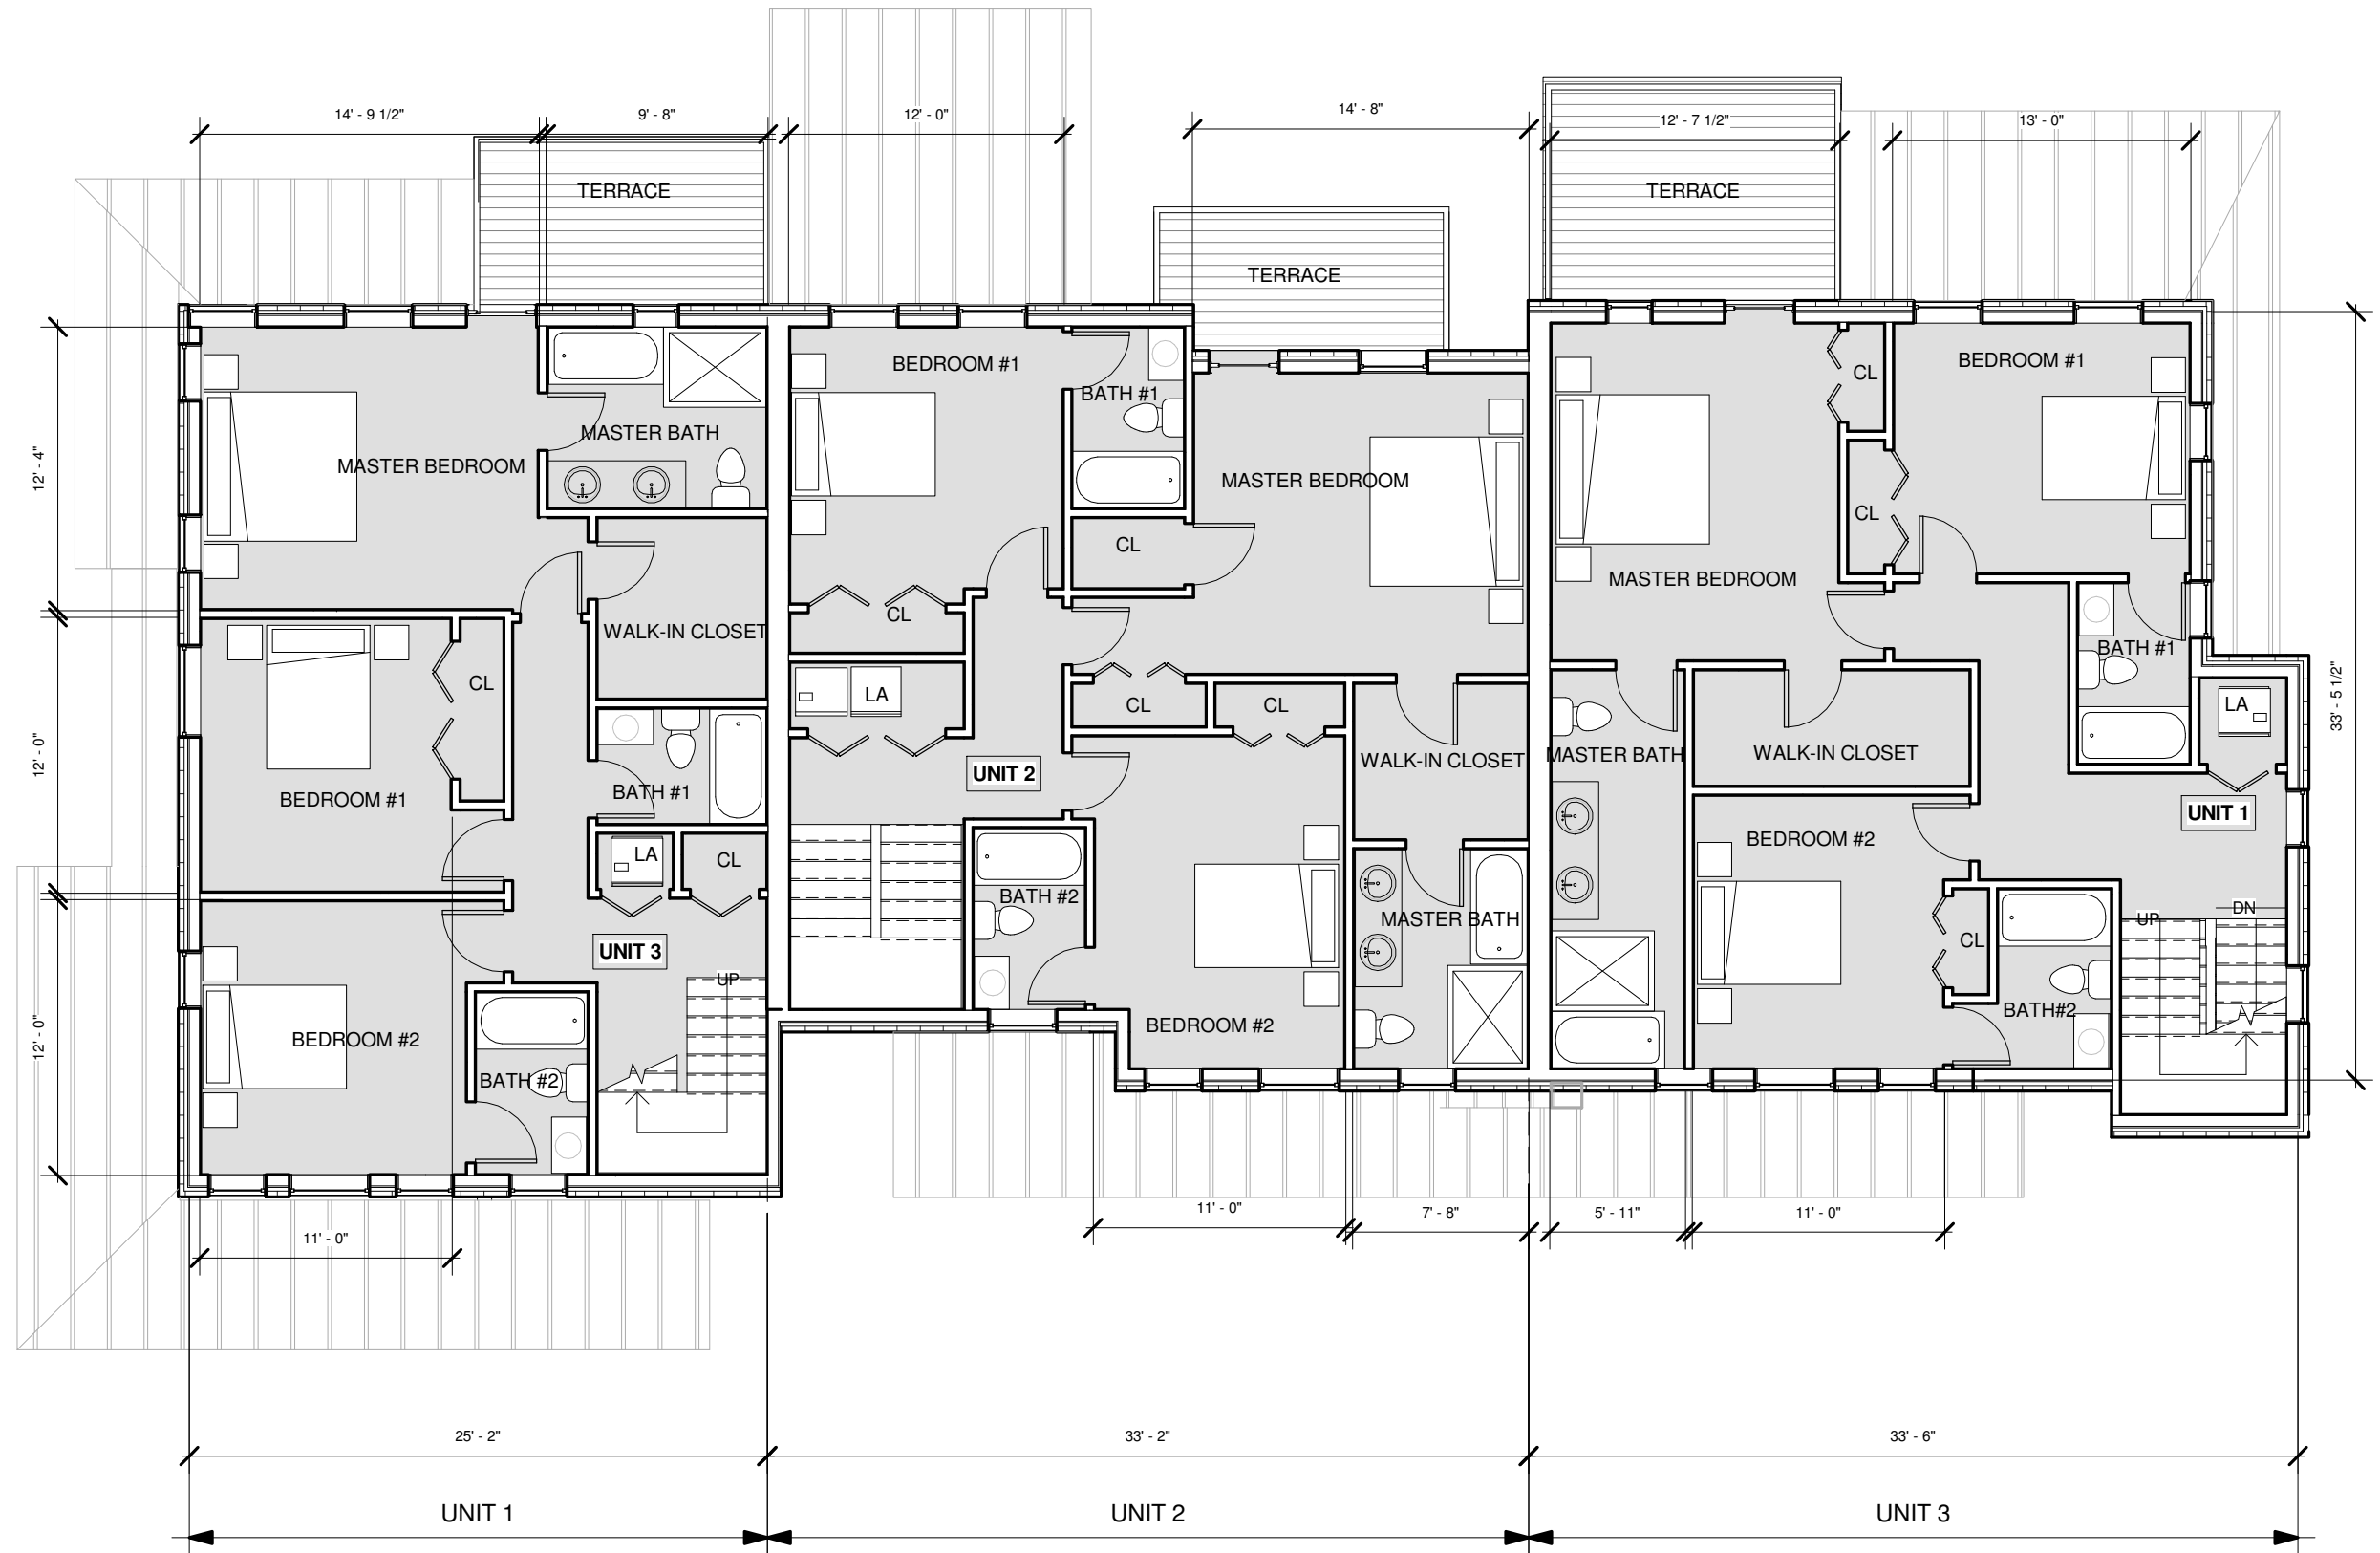 14' - 9 1/2"
9' - 8"
12' - 0"
14' - 8"
12' - 7 1/2"
13' - 0"
TERRACE
TERRACE
TERRACE
12' - 4"
12' - 0"
12' - 0"
33' - 5 1/2"
MASTER BEDROOM
MASTER BATH
WALK-IN CLOSET
BEDROOM #1
CL
BATH #1
LA
CL
UNIT 3
UP
BEDROOM #2
BATH #2
BEDROOM #1
BATH #1
CL
CL
LA
UNIT 2
MASTER BEDROOM
CL
CL
WALK-IN CLOSET
BATH #2
MASTER BATH
BEDROOM #2
MASTER BEDROOM
CL
CL
BEDROOM #1
BATH #1
LA
MASTER BATH
WALK-IN CLOSET
UNIT 1
BEDROOM #2
CL
BATH#2
UP
DN
11' - 0"
11' - 0"
7' - 8"
5' - 11"
11' - 0"
25' - 2"
33' - 2"
33' - 6"
UNIT 1
UNIT 2
UNIT 3